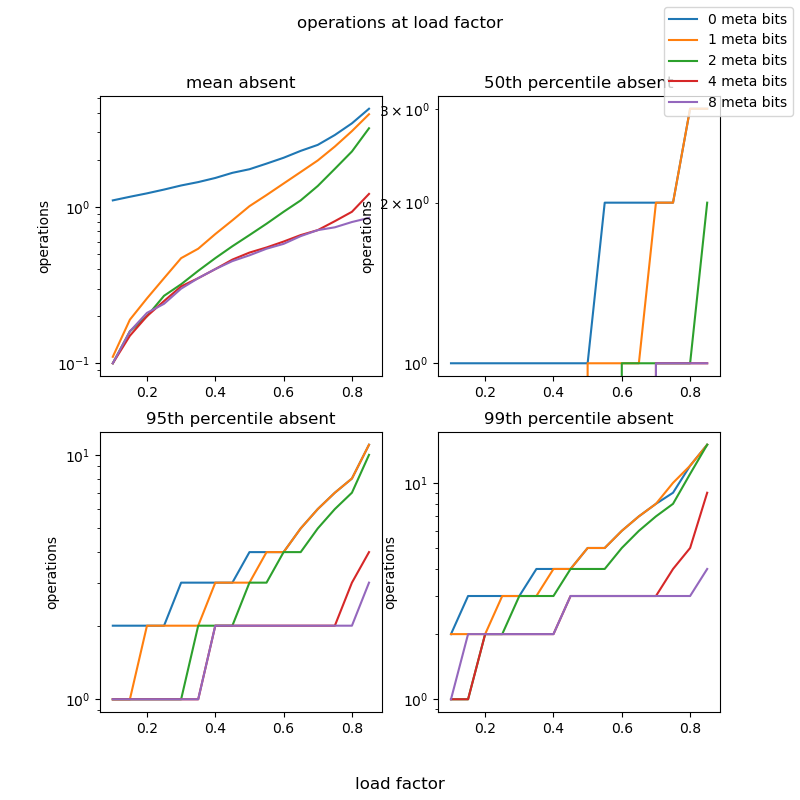 operations at load factor
0 meta bits
1 meta bits
2 meta bits
4 meta bits
8 meta bits
mean absent
operations
10⁰
10⁻¹
0.2 0.4 0.6 0.8
50th percentile absent
operations
3 × 10⁰
2 × 10⁰
10⁰
0.2 0.4 0.6 0.8
95th percentile absent
operations
10¹
10⁰
0.2 0.4 0.6 0.8
99th percentile absent
operations
10¹
10⁰
0.2 0.4 0.6 0.8
load factor